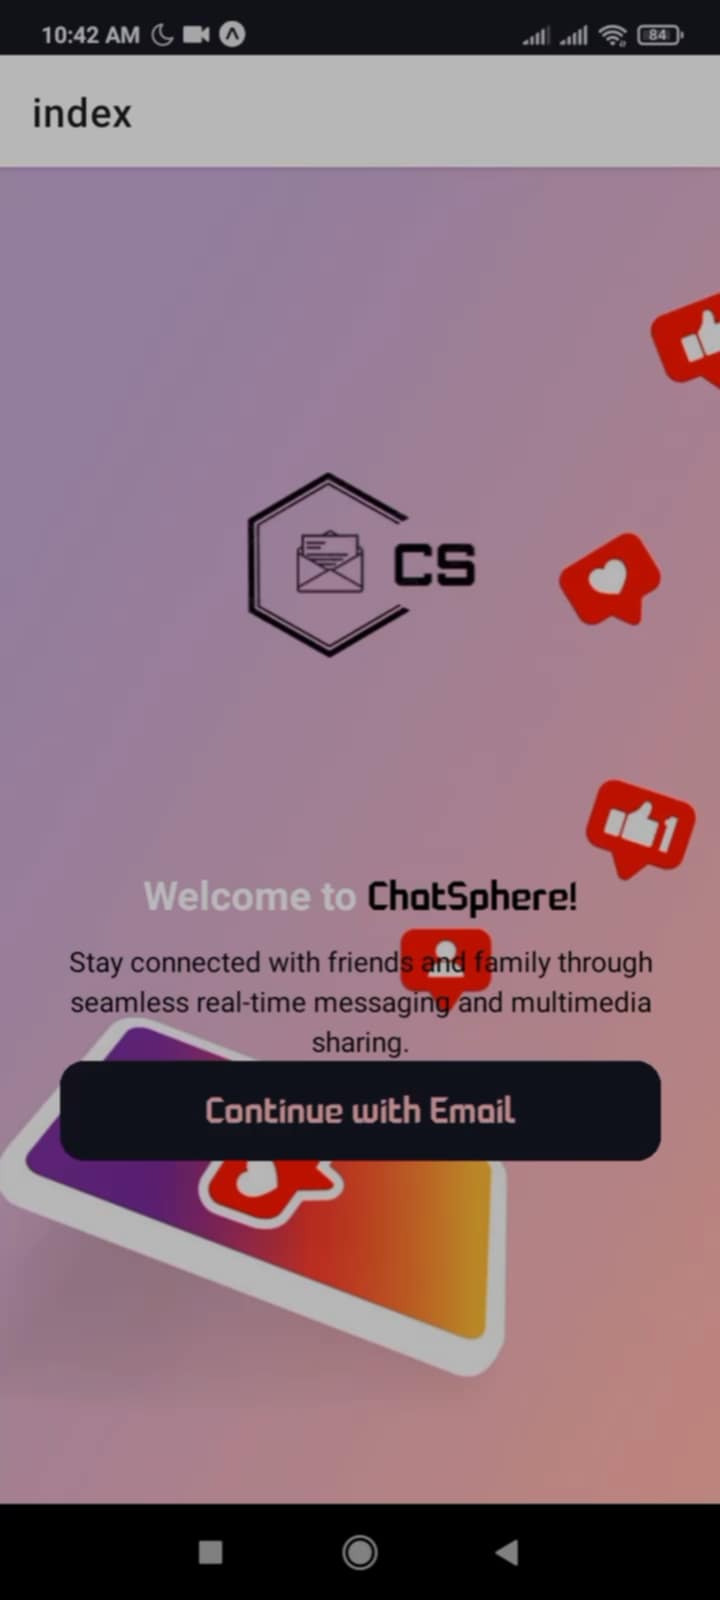 10:42 AM 84
index
CS
1
Welcome to ChatSphere!
Stay connected with friends and family through
seamless real-time messaging and multimedia
sharing.
Continue with Email